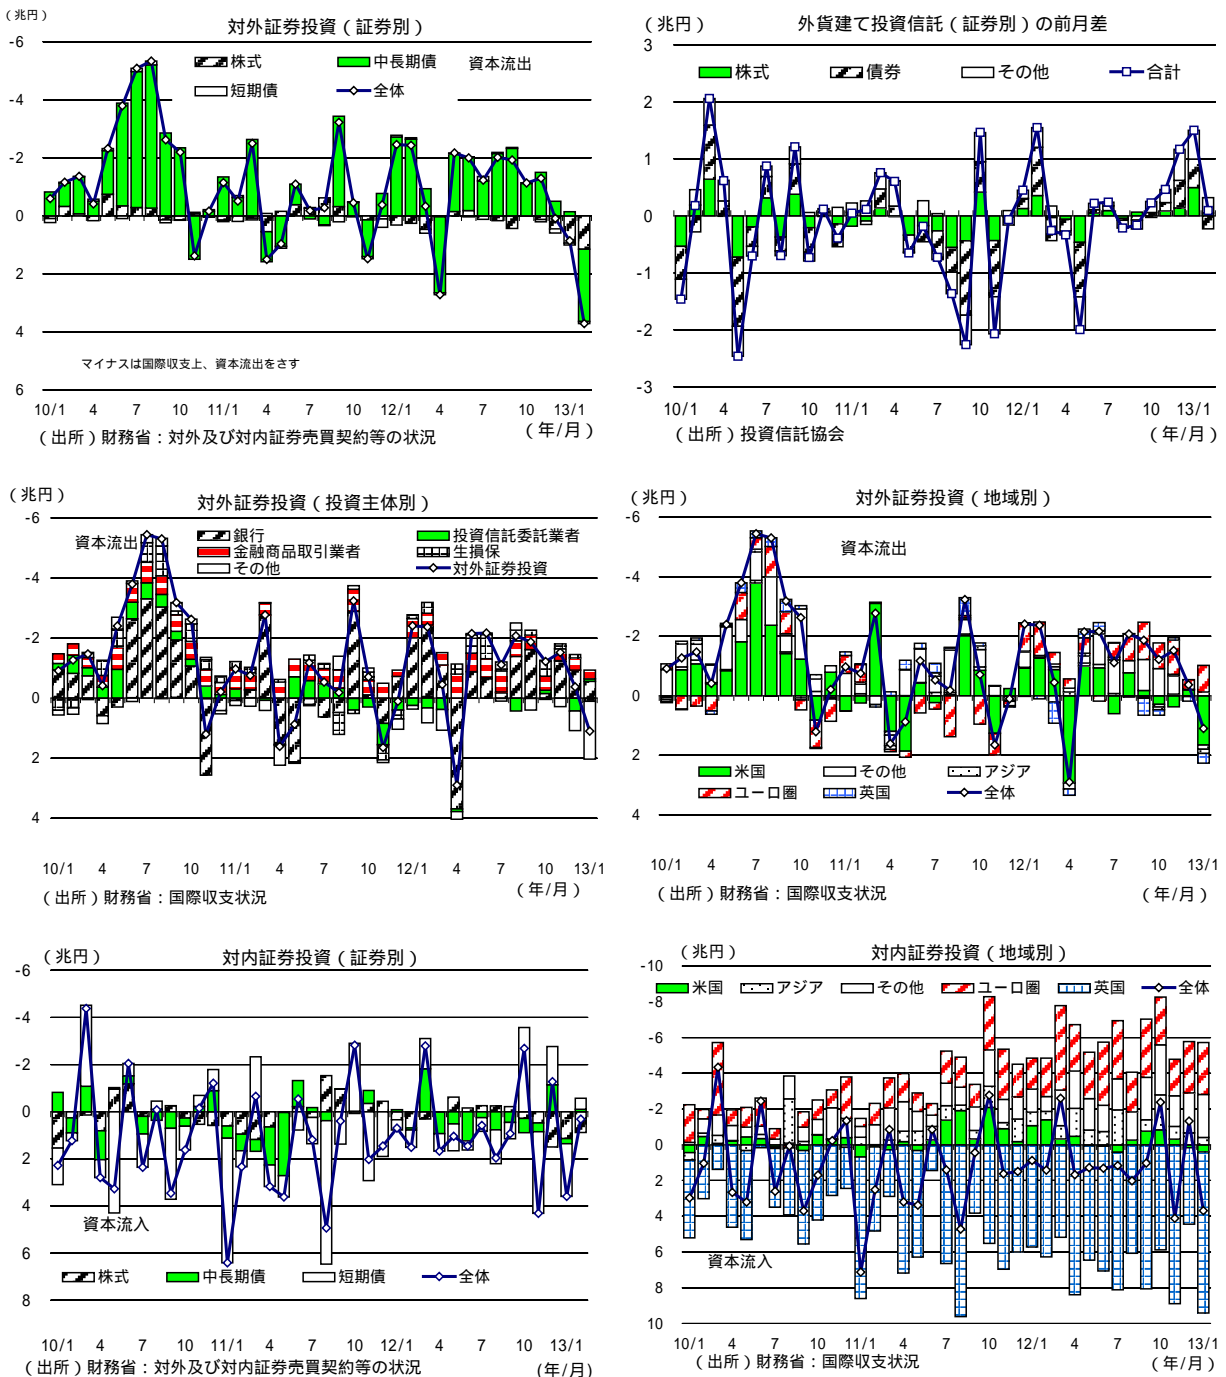 (兆円)
対外証券投資(証券別)
-6
-4
-2
0
2
4
6
株式
中長期債
資本流出
短期債
全体
マイナスは国際収支上、資本流出をさす
10/1 4 7 10 11/1 4 7 10 12/1 4 7 10 13/1
(出所)財務省:対外及び対内証券売買契約等の状況
(年/月)
(兆円)
外貨建て投資信託(証券別)の前月差
3
2
1
0
-1
-2
-3
株式
債券
その他
合計
10/1 4 7 10 11/1 4 7 10 12/1 4 7 10 13/1
(出所)投資信託協会
(年/月)
(兆円)
対外証券投資(投資主体別)
-6
-4
-2
0
2
4
資本流出
銀行
投資信託委託業者
金融商品取引業者
生損保
その他
対外証券投資
10/1 4 7 10 11/1 4 7 10 12/1 4 7 10 13/1
(出所)財務省:国際収支状況
(年/月)
(兆円)
対外証券投資(地域別)
-6
-4
-2
0
2
4
資本流出
米国
その他
アジア
ユーロ圏
英国
全体
10/1 4 7 10 11/1 4 7 10 12/1 4 7 10 13/1
(出所)財務省:国際収支状況
(年/月)
(兆円)
対内証券投資(証券別)
-6
-4
-2
0
2
4
6
8
資本流入
株式
中長期債
短期債
全体
10/1 4 7 10 11/1 4 7 10 12/1 4 7 10 13/1
(出所)財務省:対外及び対内証券売買契約等の状況
(年/月)
(兆円)
対内証券投資(地域別)
-10
-8
-6
-4
-2
0
2
4
6
8
10
米国
アジア
その他
ユーロ圏
英国
全体
資本流入
10/1 4 7 10 11/1 4 7 10 12/1 4 7 10 13/1
(出所)財務省:国際収支状況
(年/月)